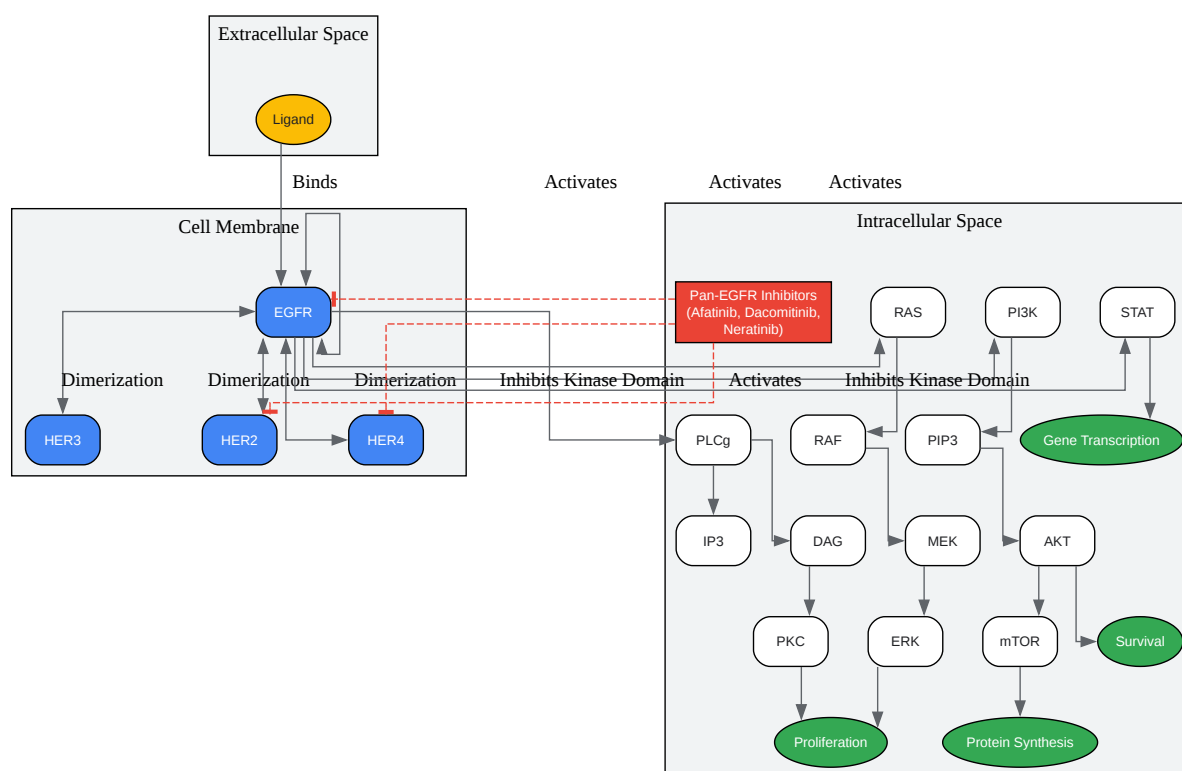 Extracellular Space
Ligand
Binds
Activates
Activates
Activates
Cell Membrane
Intracellular Space
EGFR
Pan-EGFR Inhibitors
(Afatinib, Dacomitinib,
Neratinib)
RAS
PI3K
STAT
Dimerization
Dimerization
Dimerization
Inhibits Kinase Domain
Activates
Inhibits Kinase Domain
HER3
HER2
HER4
PLCg
RAF
PIP3
Gene Transcription
IP3
DAG
MEK
AKT
PKC
ERK
mTOR
Survival
Proliferation
Protein Synthesis